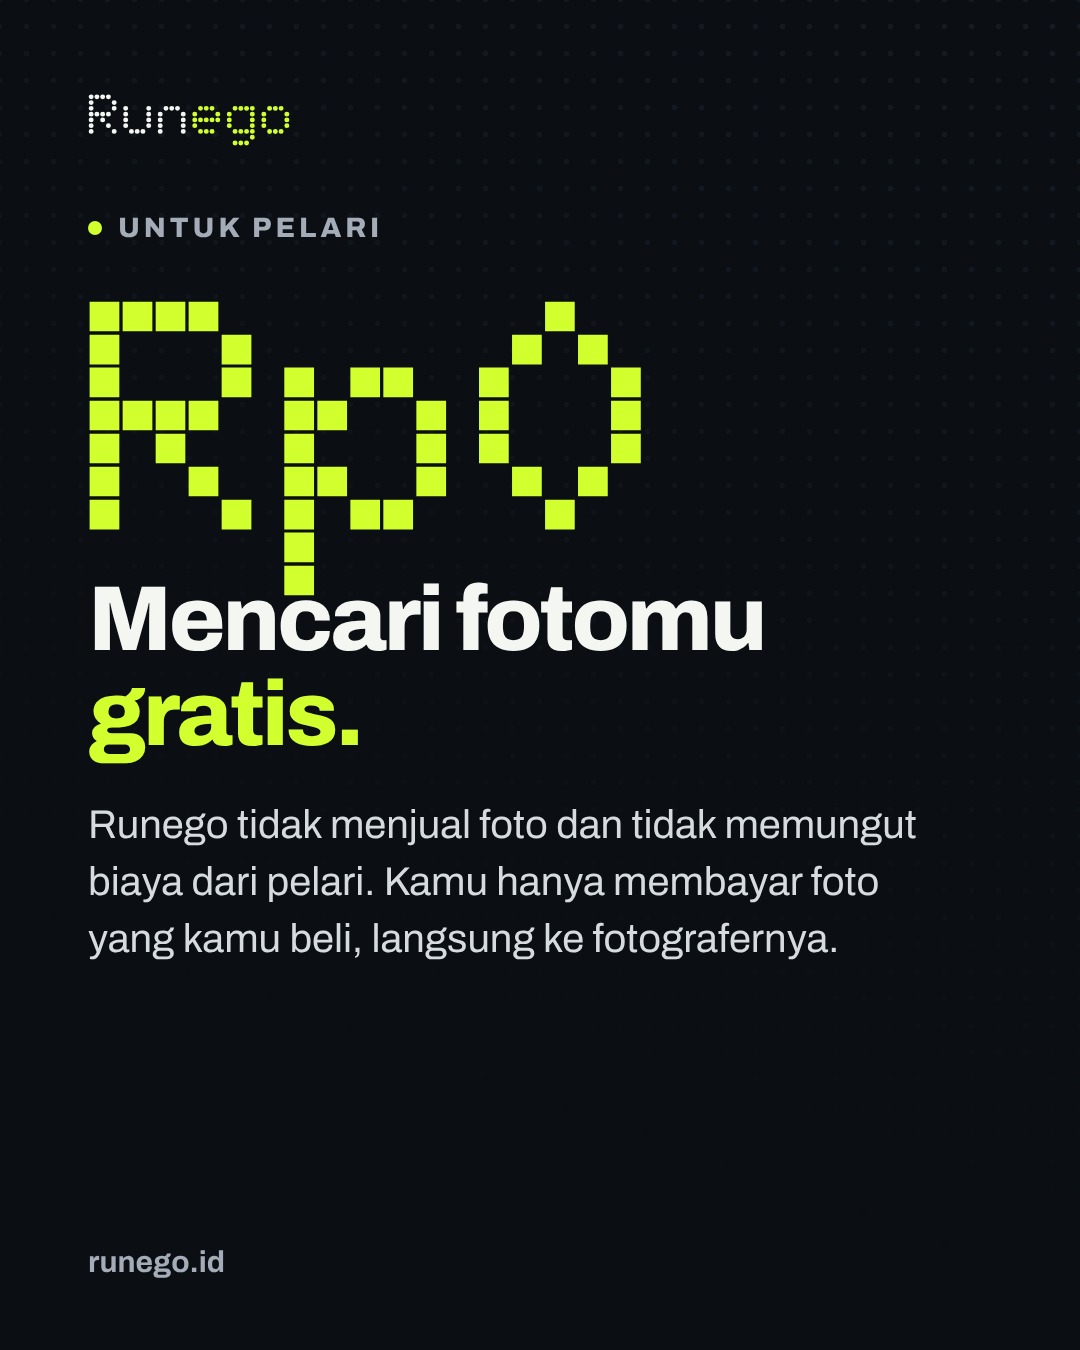 Runego
UNTUK PELARI
Rp0
Mencari fotomu
gratis.
Runego tidak menjual foto dan tidak memungut
biaya dari pelari. Kamu hanya membayar foto
yang kamu beli, langsung ke fotografernya.
runego.id